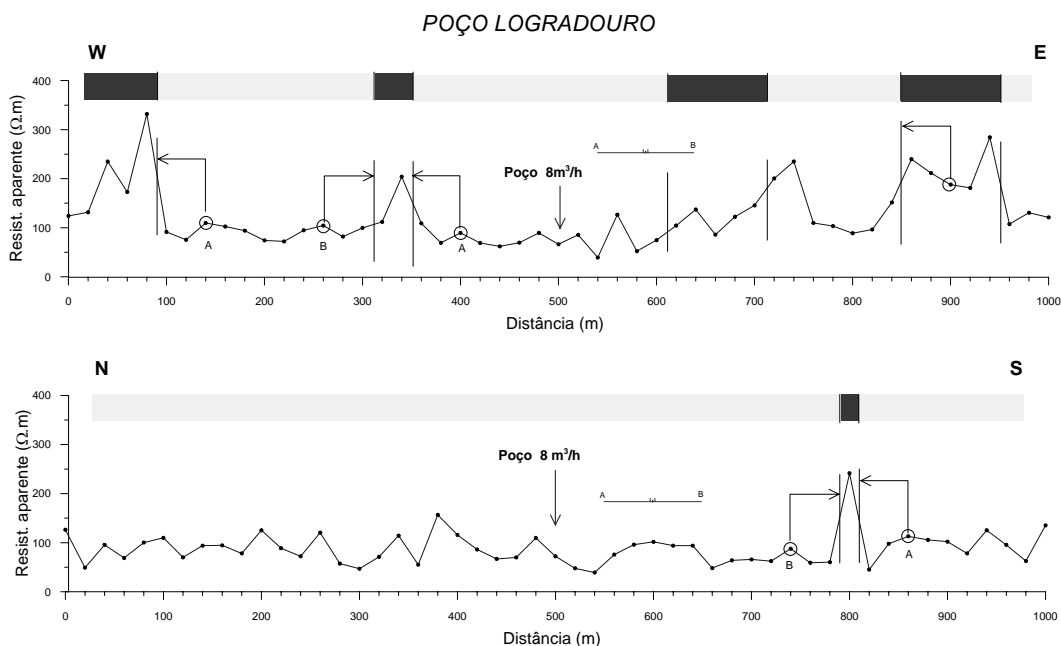 POÇO LOGRADOURO
W E
Resist. aparente (Ω.m)
400
300
200
100
0
A B
Poço 8m³/h
A B A
0 100 200 300 400 500 600 700 800 900 1000
Distância (m)
N S
Resist. aparente (Ω.m)
400
300
200
100
0
Poço 8 m³/h
A B
B A
0 100 200 300 400 500 600 700 800 900 1000
Distância (m)